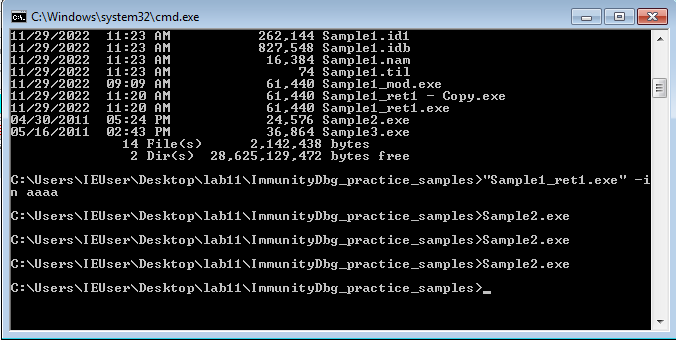 C:\Windows\system32\cmd.exe
11/29/2022 11:23 AM 262,144 Sample1.id1
11/29/2022 11:23 AM 827,548 Sample1.idb
11/29/2022 11:23 AM 16,384 Sample1.nam
11/29/2022 11:23 AM 74 Sample1.til
11/29/2022 09:09 AM 61,440 Sample1_mod.exe
11/29/2022 11:20 AM 61,440 Sample1_ret1 - Copy.exe
11/29/2022 11:20 AM 61,440 Sample1_ret1.exe
04/30/2011 05:24 PM 24,576 Sample2.exe
05/16/2011 02:43 PM 36,864 Sample3.exe
14 File(s) 2,142,438 bytes
2 Dir(s) 28,625,129,472 bytes free
C:\Users\IEUser\Desktop\lab11\ImmunityDbg_practice_samples>"Sample1_ret1.exe" -i
n aaaa
C:\Users\IEUser\Desktop\lab11\ImmunityDbg_practice_samples>Sample2.exe
C:\Users\IEUser\Desktop\lab11\ImmunityDbg_practice_samples>Sample2.exe
C:\Users\IEUser\Desktop\lab11\ImmunityDbg_practice_samples>Sample2.exe
C:\Users\IEUser\Desktop\lab11\ImmunityDbg_practice_samples>_